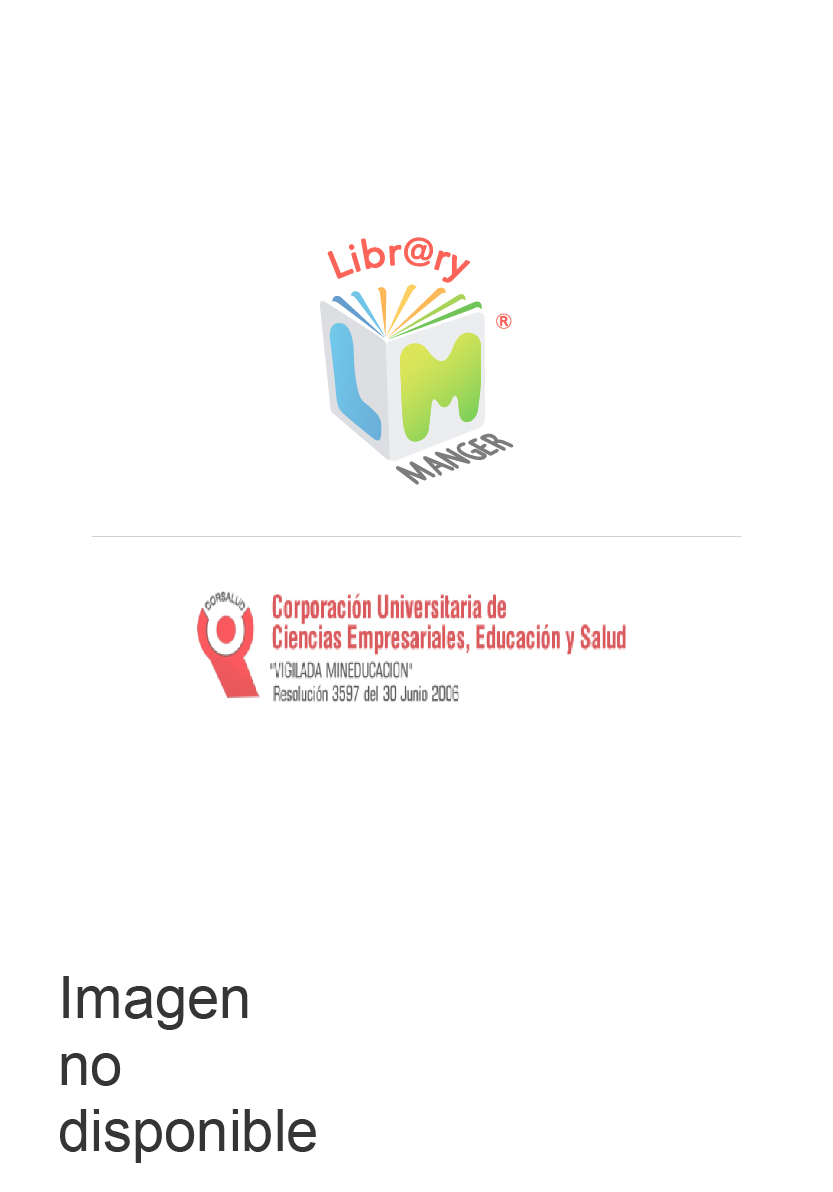 Libr@ry
®
L M
MANGER
CORSALUD
Corporación Universitaria de
Ciencias Empresariales, Educación y Salud
"VIGILADA MINEDUCACION"
Resolución 3597 del 30 Junio 2006
Imagen
no
disponible